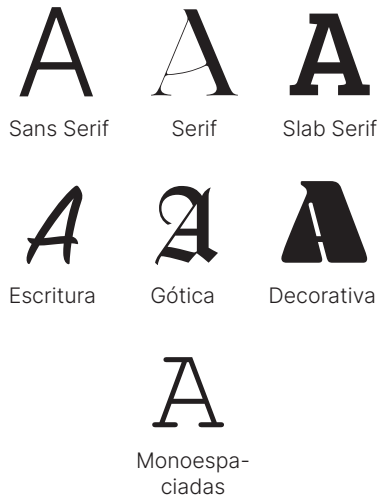 A A A
Sans Serif Serif Slab Serif
A A A
Escritura Gótica Decorativa
A
Monoespa-
ciadas